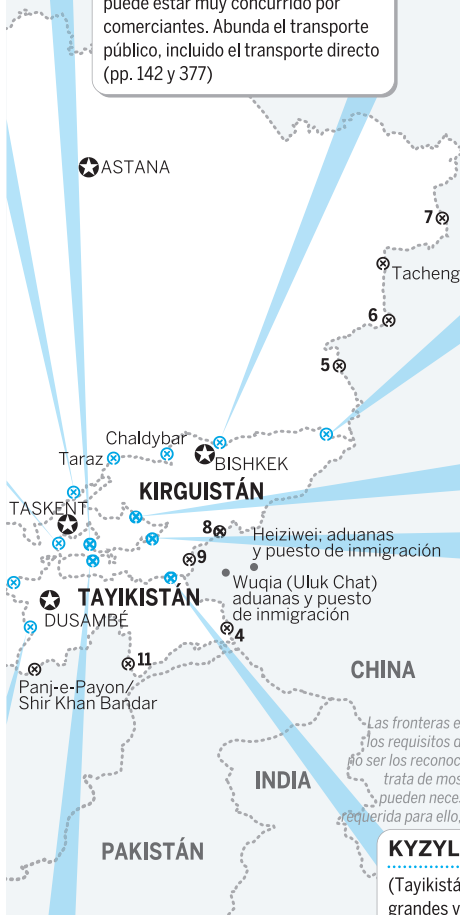 puede estar muy concurrido por
comerciantes. Abunda el transporte
público, incluido el transporte directo
(pp. 142 y 377)
ASTANA
7
Tacheng
6
5
Chaldybar
Taraz
BISHKEK
KIRGUISTÁN
TASKENT
8
Heiziwei; aduanas
y puesto de inmigración
9
Wuqia (Uluk Chat)
aduanas y puesto
de inmigración
TAYIKISTÁN
DUSAMBÉ
4
11
Panj-e-Payon/
Shir Khan Bandar
CHINA
Las fronteras e
los requisitos d
no ser los reconoc
trata de mos
pueden nece
requerida para ello,
INDIA
PAKISTÁN
KYZYL
(Tayikistá
grandes v